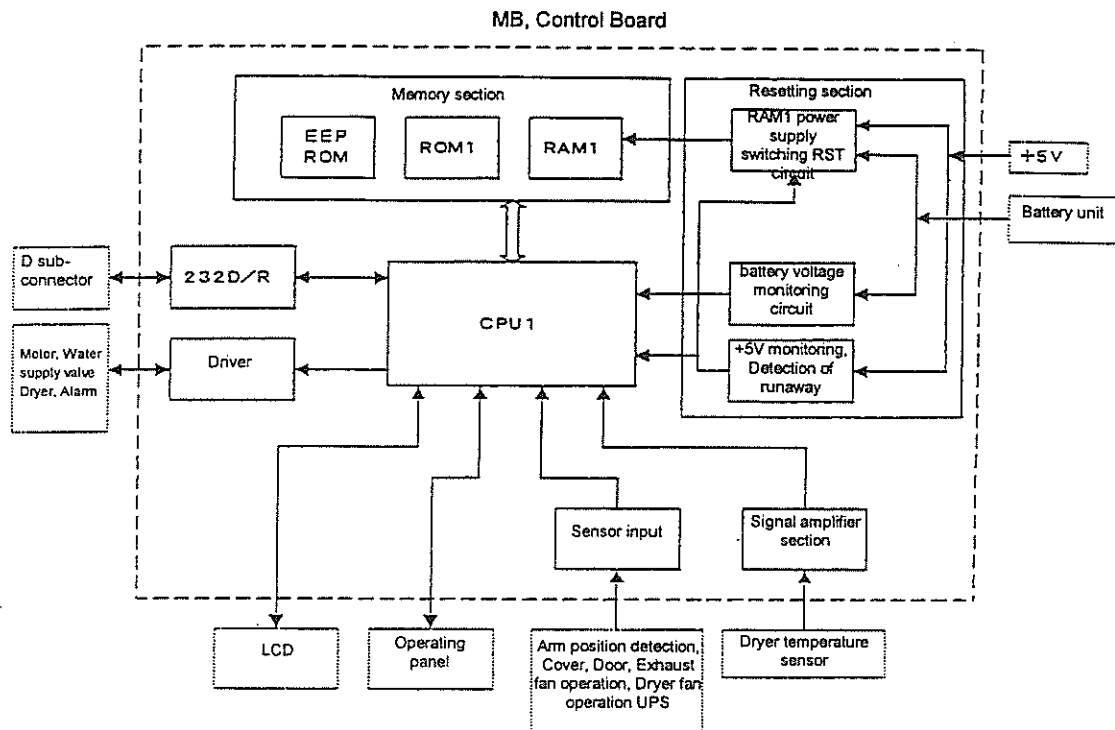 MB, Control Board
Memory section
EEP
ROM
ROM1
RAM1
Resetting section
RAM1 power
supply
switching RST
circuit
+5V
Battery unit
D sub-
connector
232D/R
CPU1
battery voltage
monitoring
circuit
Motor, Water
supply valve
Dryer, Alarm
Driver
+5V monitoring,
Detection of
runaway
Sensor input
Signal amplifier
section
LCD
Operating
panel
Arm position detection,
Cover, Door, Exhaust
fan operation, Dryer fan
operation UPS
Dryer temperature
sensor